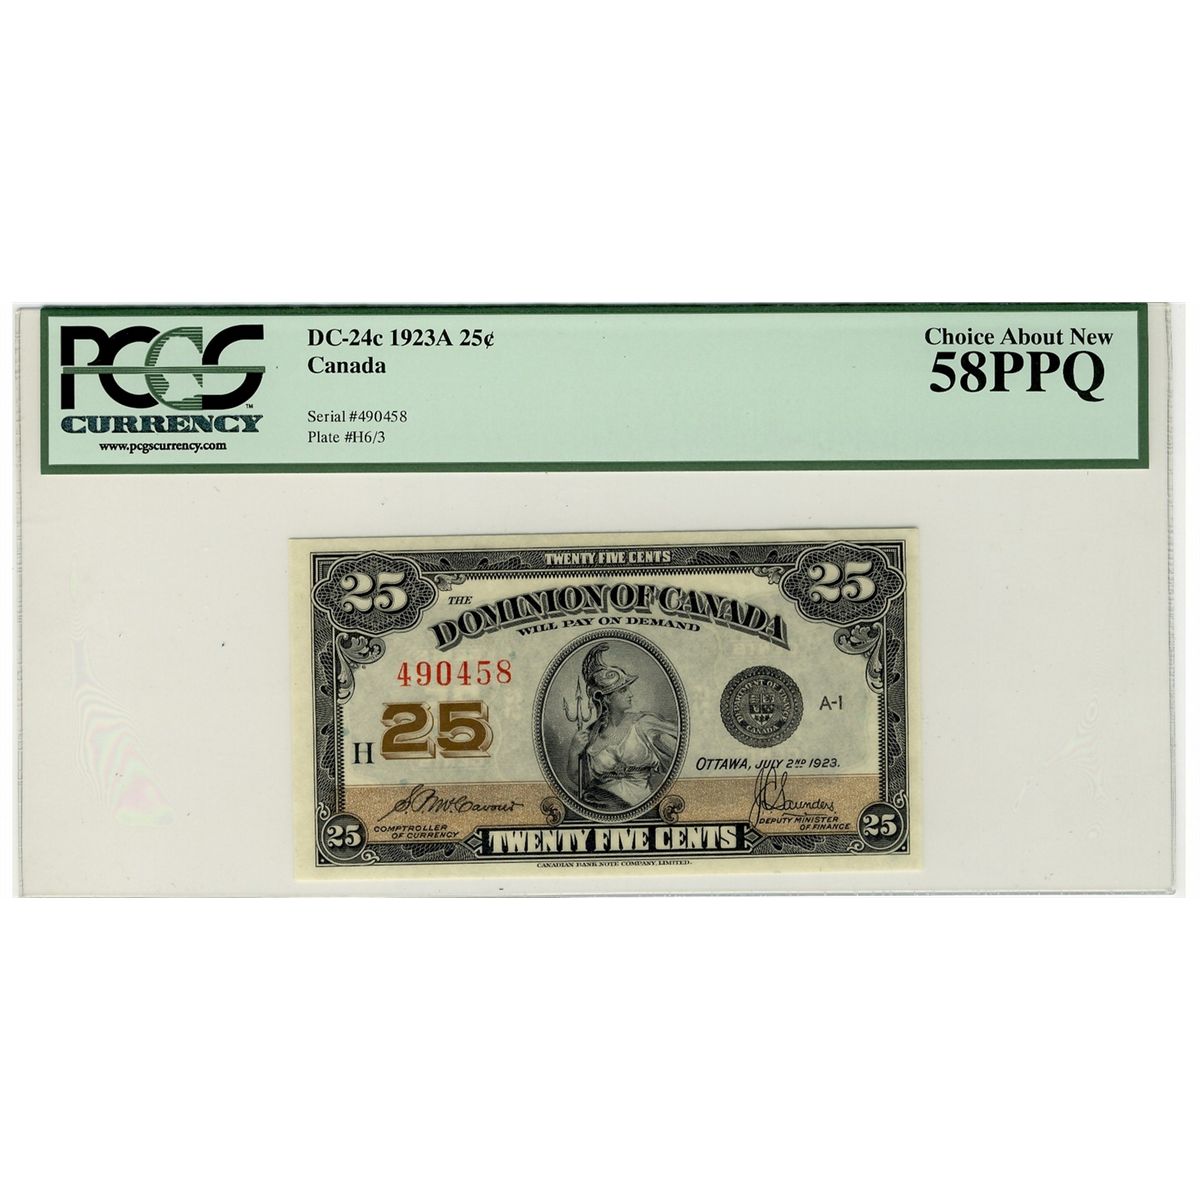 PCGS
CURRENCY
TM
www.pcgscurrency.com
DC-24c 1923A 25¢
Canada
Serial #490458
Plate #H6/3
Choice About New
58PPQ
TWENTY FIVE CENTS
25 25
THE
DOMINION OF CANADA
WILL PAY ON DEMAND
490458
H 25
A-1
OTTAWA, JULY 2ND 1923.
COMPTROLLER
OF CURRENCY
J.C. Saunders
DEPUTY MINISTER
OF FINANCE
25 TWENTY FIVE CENTS 25
CANADIAN BANK NOTE COMPANY, LIMITED.